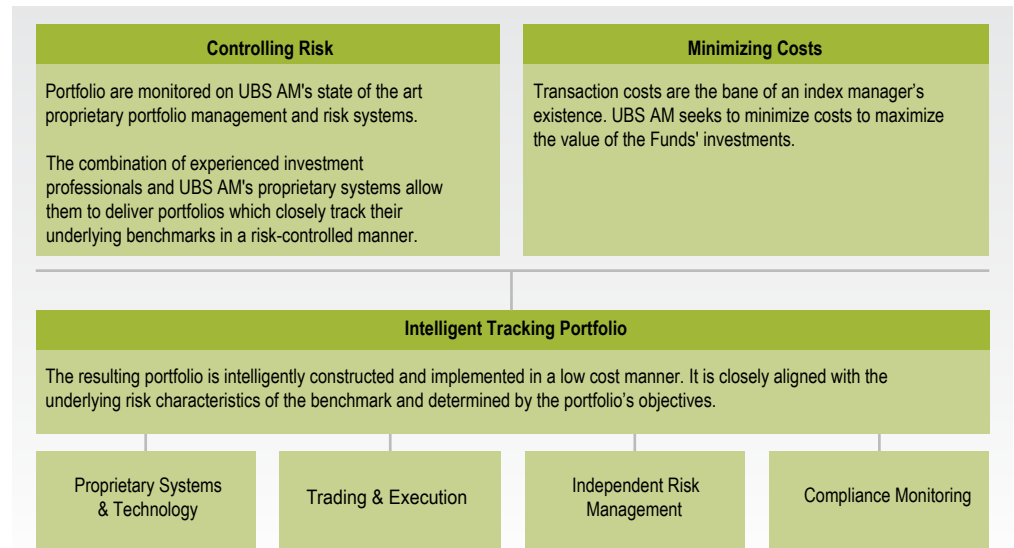 Controlling Risk
Portfolio are monitored on UBS AM's state of the art
proprietary portfolio management and risk systems.
The combination of experienced investment
professionals and UBS AM's proprietary systems allow
them to deliver portfolios which closely track their
underlying benchmarks in a risk-controlled manner.
Minimizing Costs
Transaction costs are the bane of an index manager’s
existence. UBS AM seeks to minimize costs to maximize
the value of the Funds' investments.
Intelligent Tracking Portfolio
The resulting portfolio is intelligently constructed and implemented in a low cost manner. It is closely aligned with the
underlying risk characteristics of the benchmark and determined by the portfolio’s objectives.
Proprietary Systems
& Technology
Trading & Execution
Independent Risk
Management
Compliance Monitoring